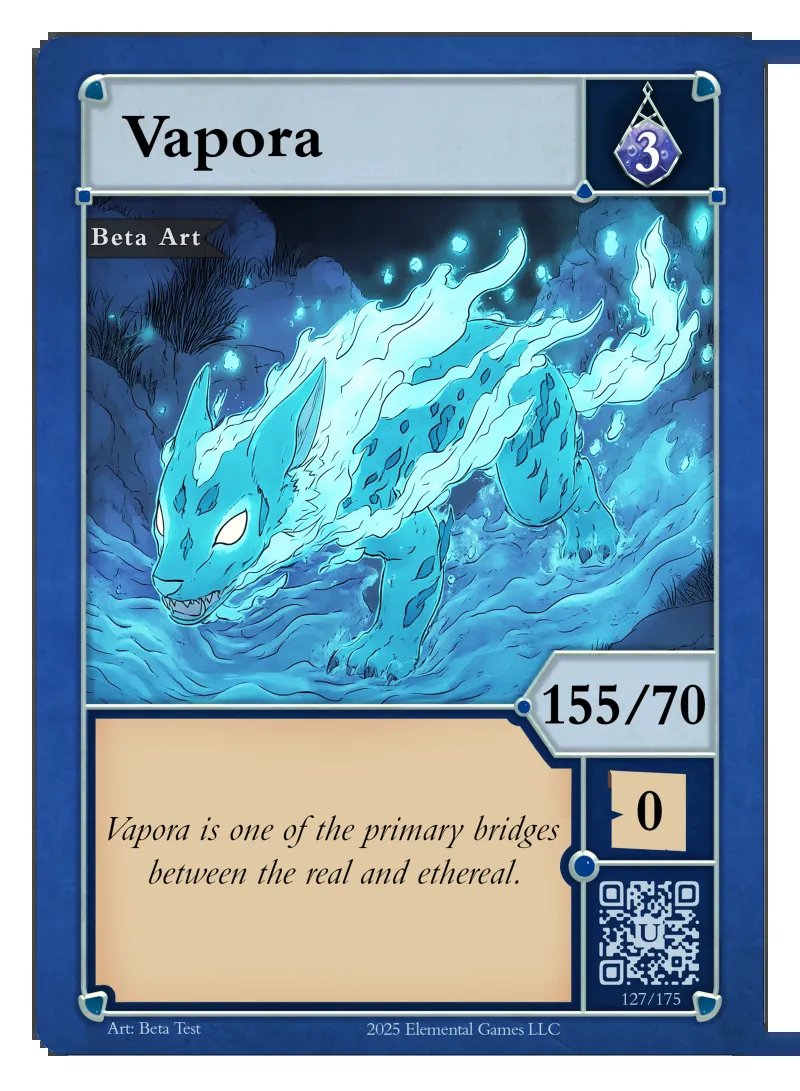 Vapora
3
Beta Art
155/70
0
Vapora is one of the primary bridges
between the real and ethereal.
U
127/175
Art: Beta Test
2025 Elemental Games LLC